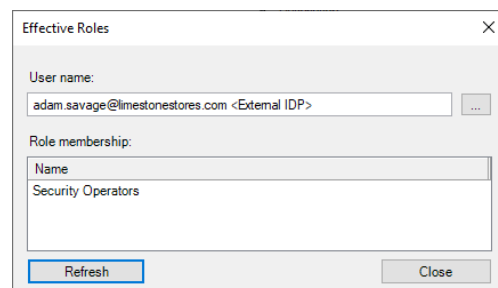 Effective Roles
User name:
adam.savage@limestonestores.com <External IDP>
...
Role membership:
Name
Security Operators
Refresh
Close